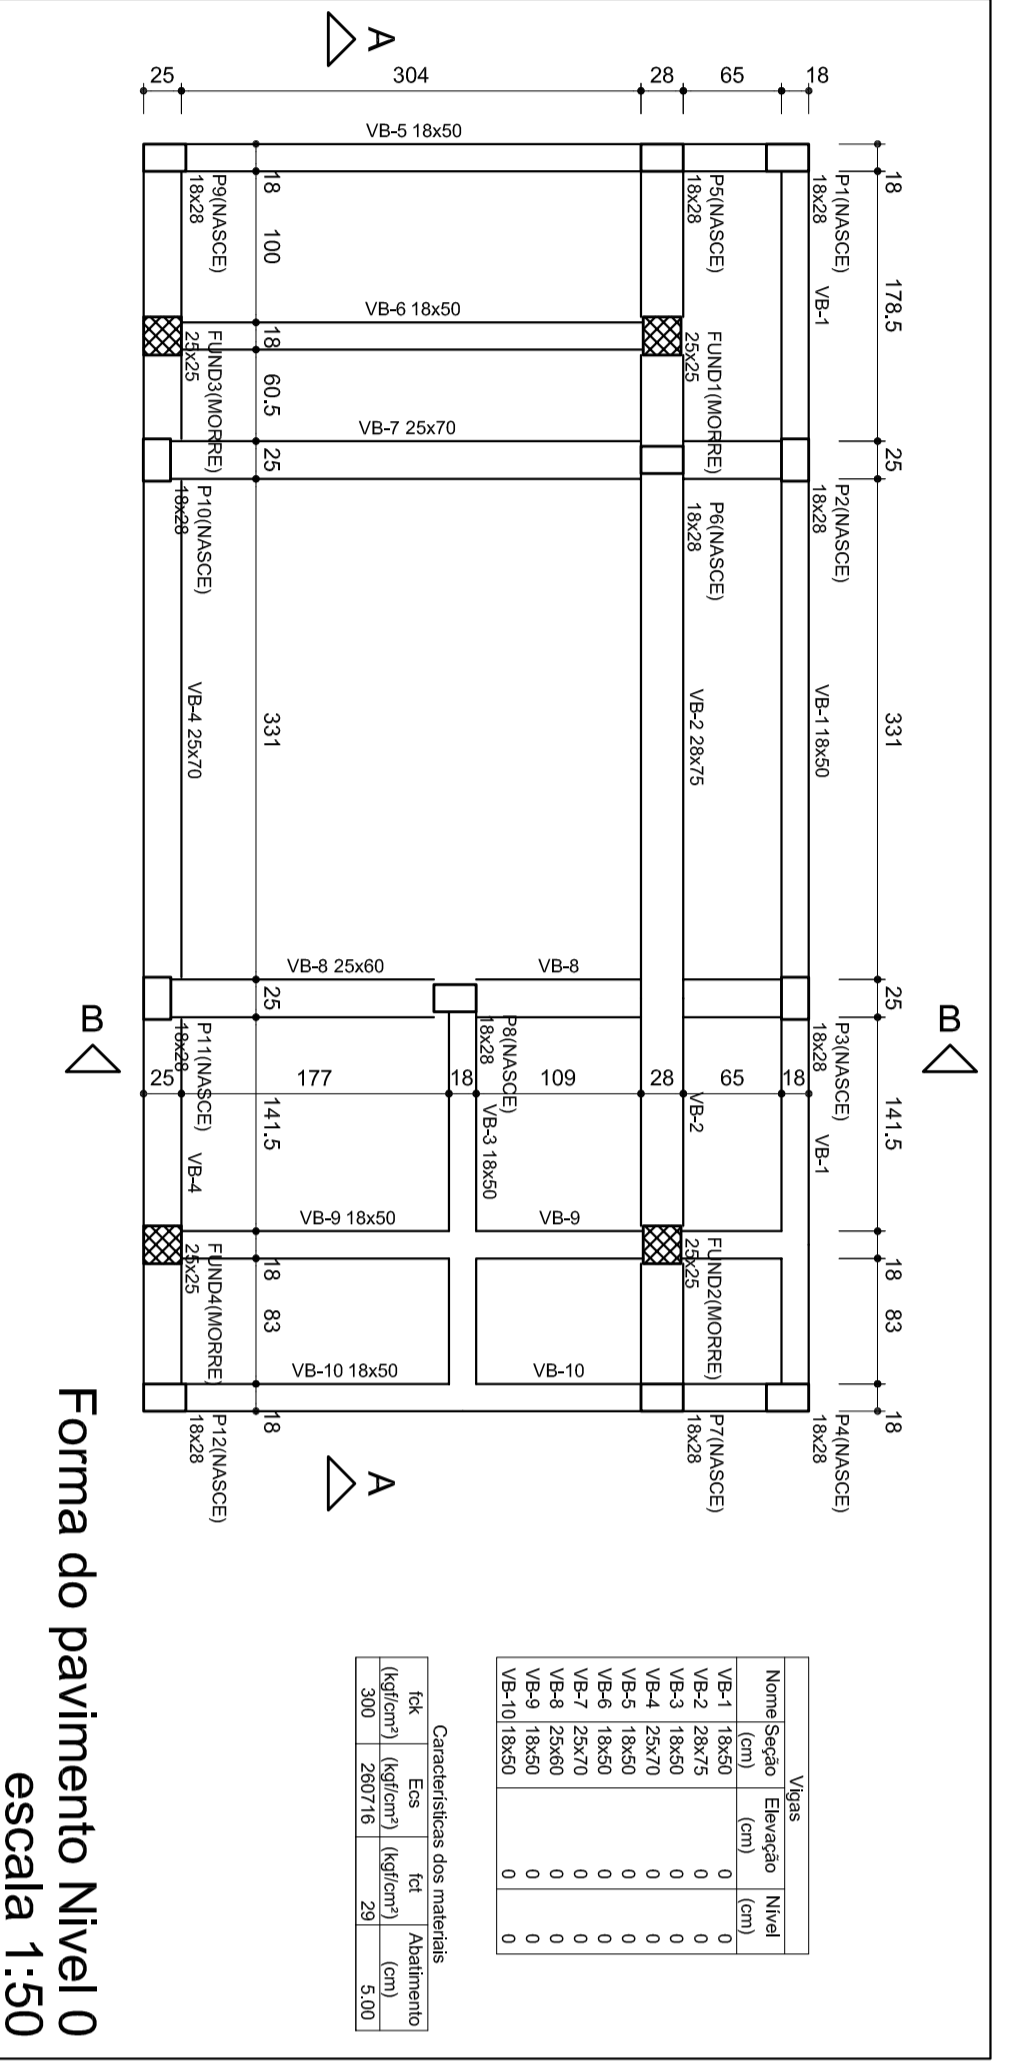 A
A
B
B
25
304
28
65
18
18
178.5
25
331
25
141.5
18
83
18
P1(NASCE)
18x28
VB-1
P2(NASCE)
18x28
VB-1 18x50
P3(NASCE)
18x28
VB-1
P4(NASCE)
18x28
P5(NASCE)
18x28
FUND1(MORRE)
25x25
P6(NASCE)
18x28
VB-2 28x75
VB-2
FUND2(MORRE)
25x25
P7(NASCE)
18x28
P8(NASCE)
18x28
VB-3 18x50
VB-5 18x50
VB-6 18x50
VB-7 25x70
VB-8 25x60
VB-8
VB-9 18x50
VB-9
VB-10 18x50
VB-10
25
177
18
109
28
65
18
18
100
18
60.5
25
331
25
141.5
18
83
18
P9(NASCE)
18x28
FUND3(MORRE)
25x25
P10(NASCE)
18x28
VB-4 25x70
P11(NASCE)
18x28
VB-4
FUND4(MORRE)
25x25
P12(NASCE)
18x28
Vigas
Nome Seção Elevação Nível
(cm) (cm) (cm)
VB-1 18x50 0 0
VB-2 28x75 0 0
VB-3 18x50 0 0
VB-4 25x70 0 0
VB-5 18x50 0 0
VB-6 18x50 0 0
VB-7 25x70 0 0
VB-8 25x60 0 0
VB-9 18x50 0 0
VB-10 18x50 0 0
Características dos materiais
fck Ecs fct Abatimento
(kgf/cm²) (kgf/cm²) (kgf/cm²) (cm)
300 260716 29 5.00
Forma do pavimento Nivel 0
escala 1:50